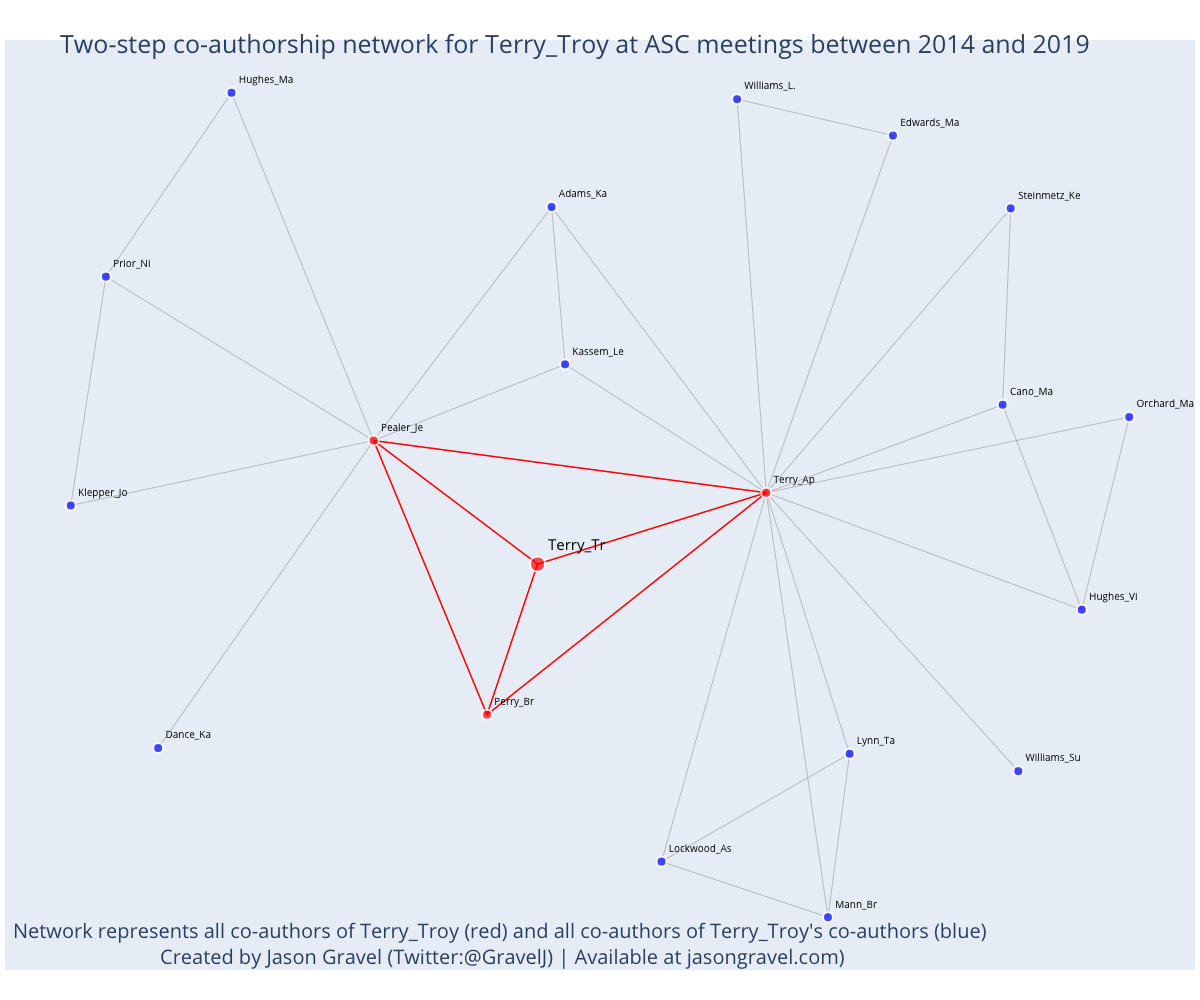 Two-step co-authorship network for Terry_Troy at ASC meetings between 2014 and 2019
Hughes_Ma
Williams_L.
Edwards_Ma
Adams_Ka
Steinmetz_Ke
Prior_Ni
Kassem_Le
Cano_Ma
Orchard_Ma
Pealer_Je
Terry_Ap
Klepper_Jo
Terry_Tr
Hughes_Vi
Perry_Br
Dance_Ka
Lynn_Ta
Williams_Su
Lockwood_As
Mann_Br
Network represents all co-authors of Terry_Troy (red) and all co-authors of Terry_Troy's co-authors (blue)
Created by Jason Gravel (Twitter:@GravelJ) | Available at jasongravel.com)